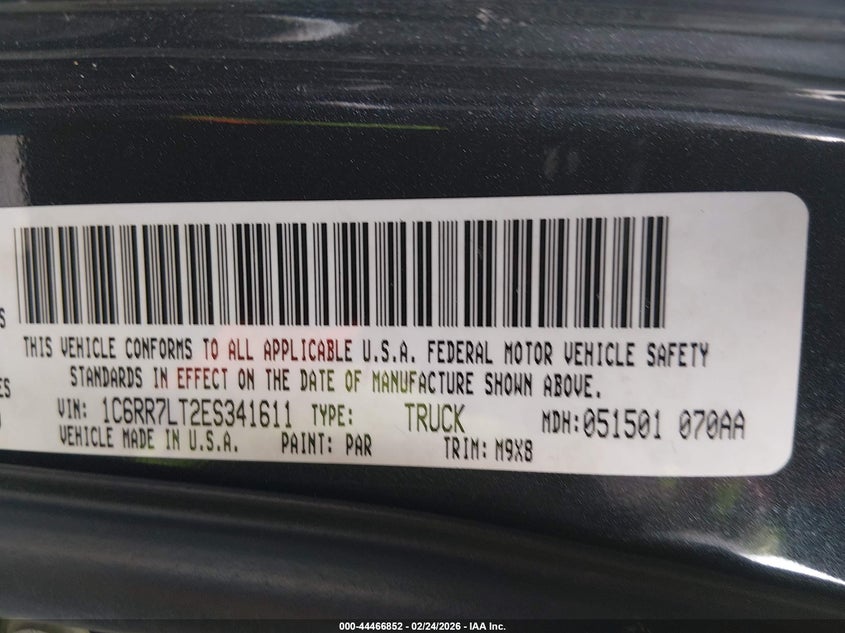 S
THIS VEHICLE CONFORMS TO ALL APPLICABLE U.S.A. FEDERAL MOTOR VEHICLE SAFETY
ES
STANDARDS IN EFFECT ON THE DATE OF MANUFACTURE SHOWN ABOVE.
VIN: 1C6RR7LT2ES341611 TYPE: TRUCK MDH:051501 070AA
VEHICLE MADE IN U.S.A. PAINT: PAR TRIM: M9X8
000-44466852 - 02/24/2026 - IAA Inc.